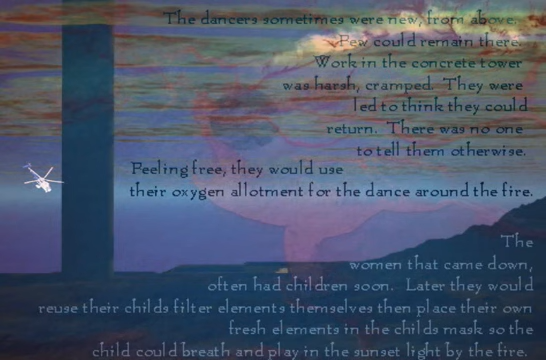 The dancers sometimes were new, from above.
Few could remain there.
Work in the concrete tower
was harsh, cramped. They were
led to think they could
return. There was no one
to tell them otherwise.
Feeling free, they would use
their oxygen allotment for the dance around the fire.
The
women that came down,
often had children soon. Later they would
reuse their childs filter elements themselves then place their own
fresh elements in the childs mask so the
child could breath and play in the sunset light by the fire.